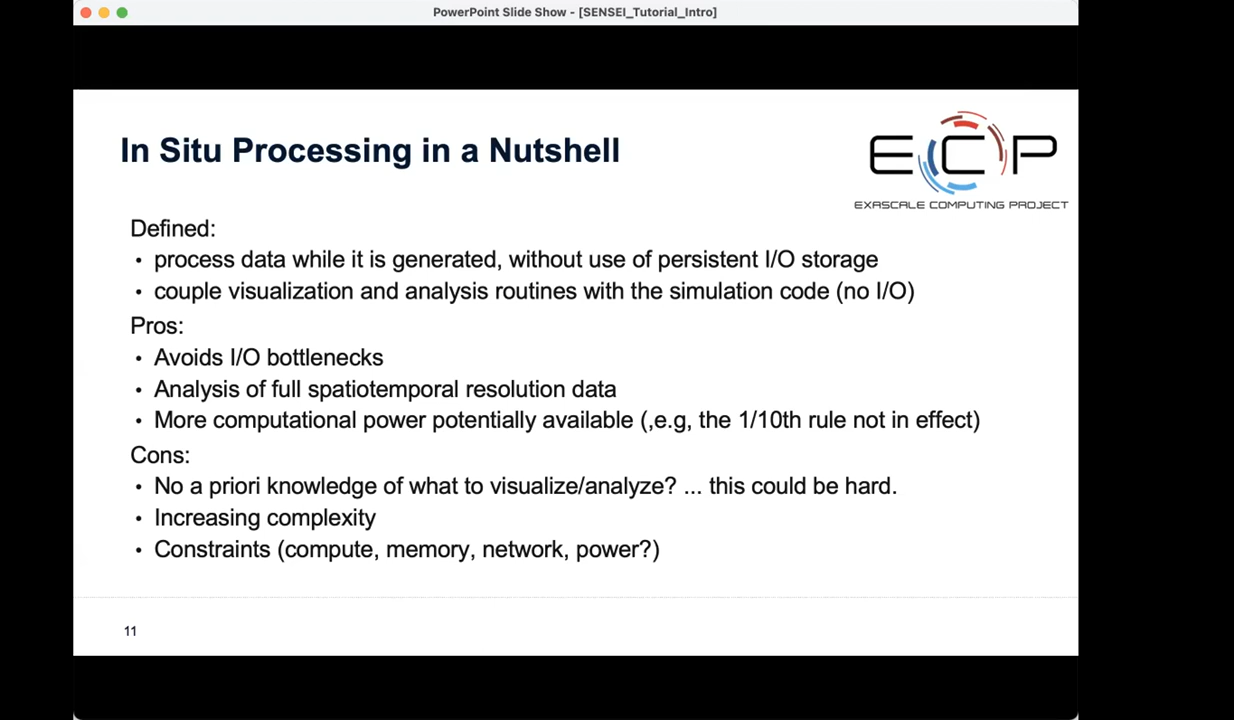 PowerPoint Slide Show - [SENSEI_Tutorial_Intro]
In Situ Processing in a Nutshell
ECP
EXASCALE COMPUTING PROJECT
Defined:
• process data while it is generated, without use of persistent I/O storage
• couple visualization and analysis routines with the simulation code (no I/O)
Pros:
• Avoids I/O bottlenecks
• Analysis of full spatiotemporal resolution data
• More computational power potentially available (,e.g, the 1/10th rule not in effect)
Cons:
• No a priori knowledge of what to visualize/analyze? ... this could be hard.
• Increasing complexity
• Constraints (compute, memory, network, power?)
11